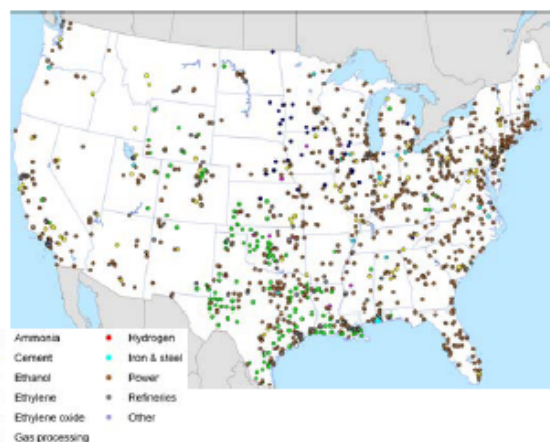 Ammonia
Cement
Ethanol
Ethylene
Ethylene oxide
Gas processing
Hydrogen
Iron & steel
Power
Refineries
Other